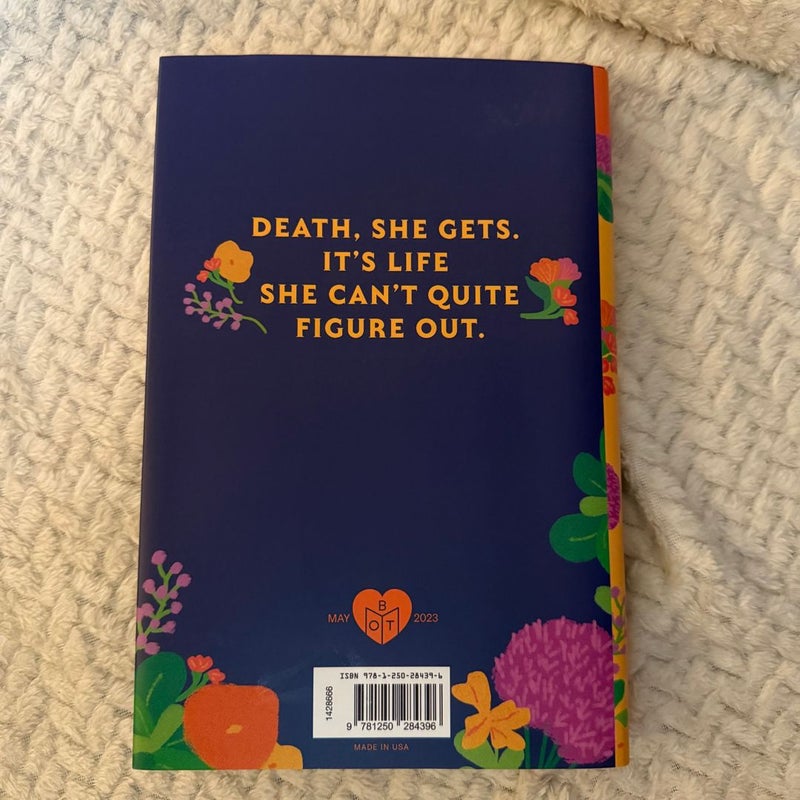 DEATH, SHE GETS.
IT'S LIFE
SHE CAN'T QUITE
FIGURE OUT.
MAY
B
O T
2023
ISBN 978-1-250-28439-6
1428666
9 781250 284396
MADE IN USA